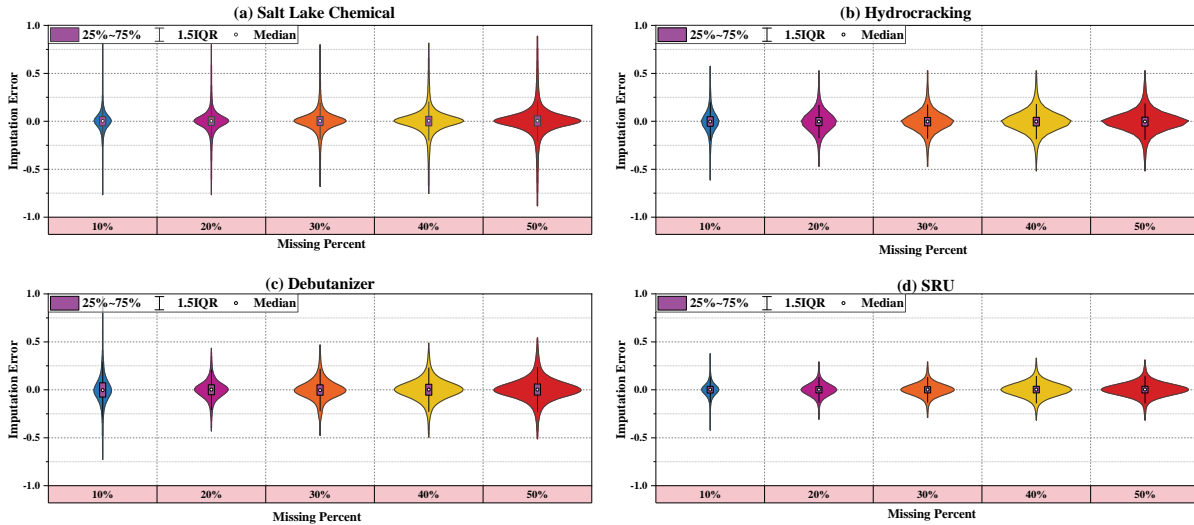 (a) Salt Lake Chemical
25%~75% 1.5IQR Median
1.0
0.5
0.0
-0.5
-1.0
Imputation Error
10% 20% 30% 40% 50%
Missing Percent
(b) Hydrocracking
25%~75% 1.5IQR Median
1.0
0.5
0.0
-0.5
-1.0
Imputation Error
10% 20% 30% 40% 50%
Missing Percent
(c) Debutanizer
25%~75% 1.5IQR Median
1.0
0.5
0.0
-0.5
-1.0
Imputation Error
10% 20% 30% 40% 50%
Missing Percent
(d) SRU
25%~75% 1.5IQR Median
1.0
0.5
0.0
-0.5
-1.0
Imputation Error
10% 20% 30% 40% 50%
Missing Percent